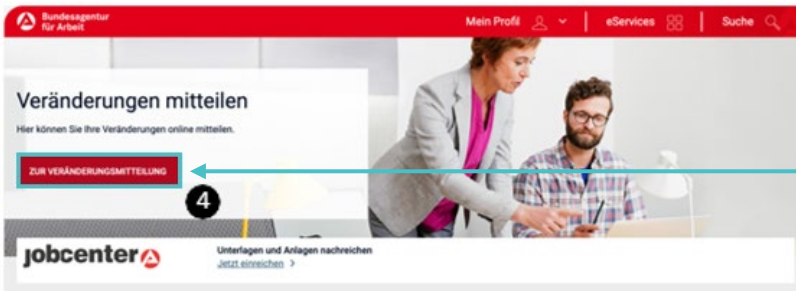 Bundesagentur
für Arbeit
Mein Profil
eServices
Suche
Veränderungen mitteilen
Hier können Sie Ihre Veränderungen online mitteilen.
ZUR VERÄNDERUNGSMITTEILUNG
4
jobcenter
Unterlagen und Anlagen nachreichen
Jetzt einreichen >